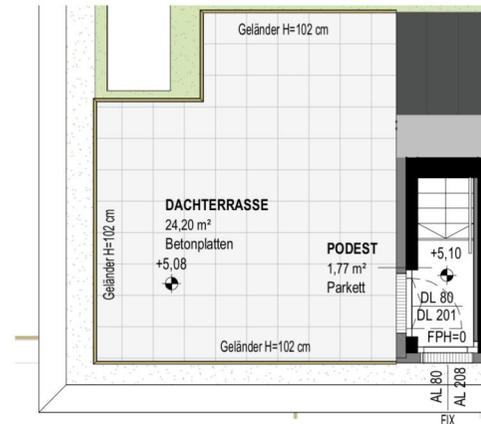 Geländer H=102 cm
Geländer H=102 cm
DACHTERRASSE
24,20 m²
Betonplatten
+5,08
PODEST
1,77 m²
Parkett
+5,10
DL 80
DL 201
FPH=0
Geländer H=102 cm
AL 80
AL 208
FIX